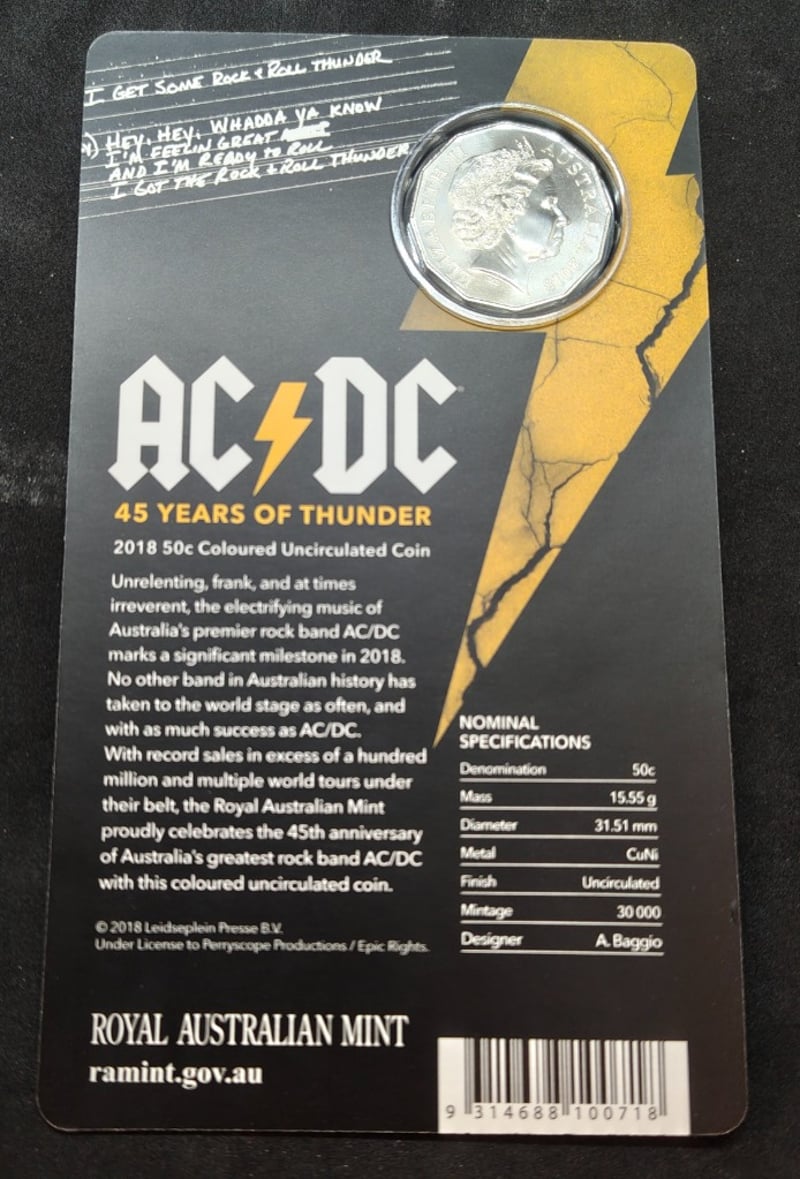 I GET SOME ROCK & ROLL THUNDER
HEY, HEY, WHADDA YA KNOW
I'M FEELIN GREAT
AND I'M READY TO ROLL
I GOT THE ROCK & ROLL THUNDER
ELIZABETH II AUSTRALIA 2018
AC DC
45 YEARS OF THUNDER
2018 50c Coloured Uncirculated Coin
Unrelenting, frank, and at times
irreverent, the electrifying music of
Australia's premier rock band AC/DC
marks a significant milestone in 2018.
No other band in Australian history has
taken to the world stage as often, and
with as much success as AC/DC.
With record sales in excess of a hundred
million and multiple world tours under
their belt, the Royal Australian Mint
proudly celebrates the 45th anniversary
of Australia's greatest rock band AC/DC
with this coloured uncirculated coin.
© 2018 Leidseplein Presse B.V.
Under License to Perryscope Productions / Epic Rights.
NOMINAL
SPECIFICATIONS
Denomination 50c
Mass 15.55 g
Diameter 31.51 mm
Metal CuNi
Finish Uncirculated
Mintage 30 000
Designer A. Baggio
ROYAL AUSTRALIAN MINT
ramint.gov.au
9 314688 100718